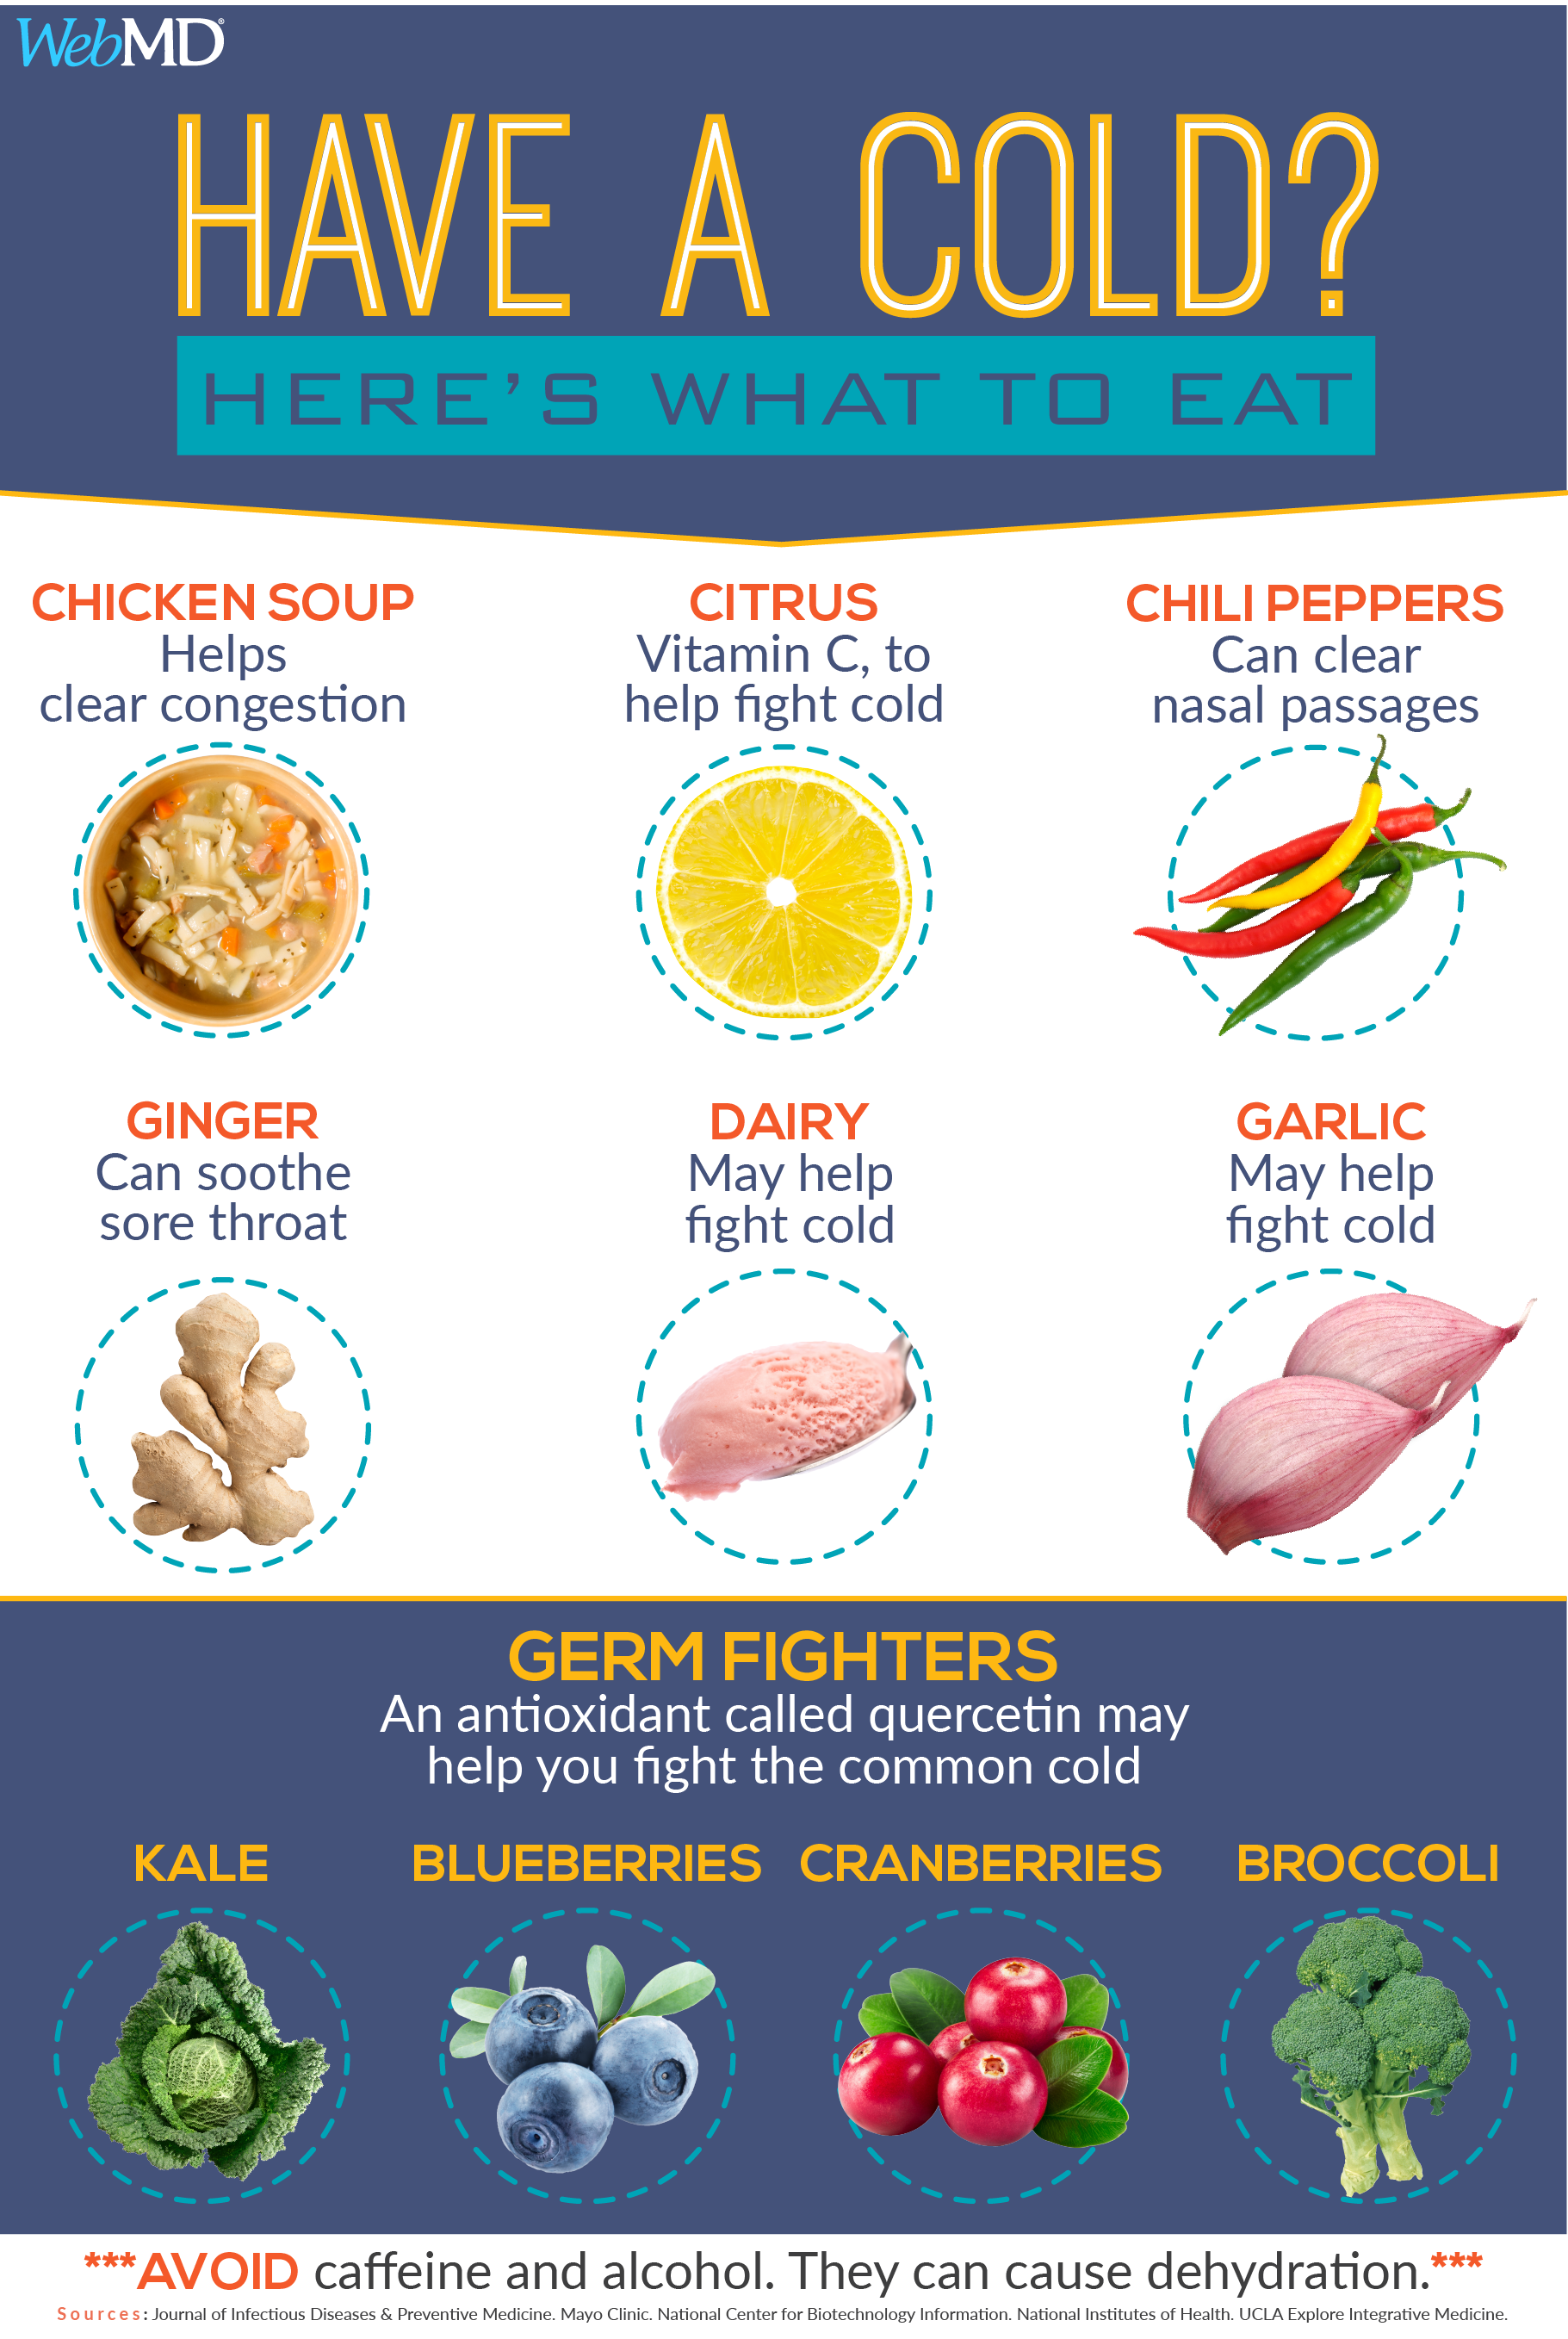 WebMD®
HAVE A COLD?
HERE'S WHAT TO EAT
CHICKEN SOUP
Helps
clear congestion
CITRUS
Vitamin C, to
help fight cold
CHILI PEPPERS
Can clear
nasal passages
GINGER
Can soothe
sore throat
DAIRY
May help
fight cold
GARLIC
May help
fight cold
GERM FIGHTERS
An antioxidant called quercetin may
help you fight the common cold
KALE
BLUEBERRIES
CRANBERRIES
BROCCOLI
***AVOID caffeine and alcohol. They can cause dehydration.***
Sources: Journal of Infectious Diseases & Preventive Medicine. Mayo Clinic. National Center for Biotechnology Information. National Institutes of Health. UCLA Explore Integrative Medicine.